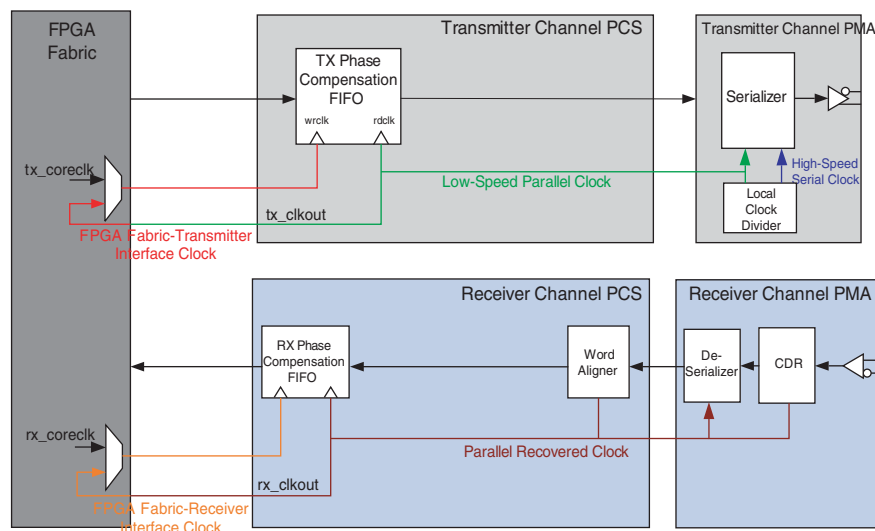 FPGA
Fabric
Transmitter Channel PCS
Transmitter Channel PMA
TX Phase
Compensation
FIFO
wrclk
rdclk
Serializer
tx_coreclk
High-Speed
Serial Clock
Low-Speed Parallel Clock
Local
Clock
Divider
tx_clkout
FPGA Fabric-Transmitter
Interface Clock
Receiver Channel PCS
Receiver Channel PMA
RX Phase
Compensation
FIFO
Word
Aligner
De-
Serializer
CDR
rx_coreclk
Parallel Recovered Clock
rx_clkout
FPGA Fabric-Receiver
Interface Clock